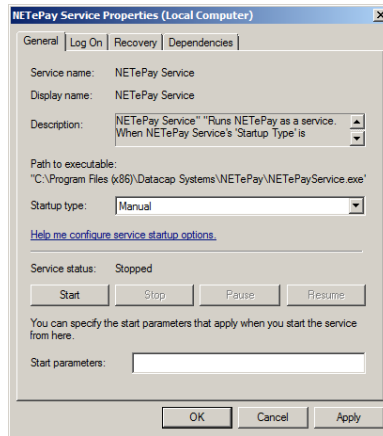 NETePay Service Properties (Local Computer)
General Log On Recovery Dependencies
Service name: NETePay Service
Display name: NETePay Service
Description: NETePay Service" "Runs NETePay as a service.
When NETePay Service's 'Startup Type' is
Path to executable:
"C:\Program Files (x86)\Datacap Systems\NETePay\NETePayService.exe"
Startup type: Manual
Help me configure service startup options.
Service status: Stopped
Start Stop Pause Resume
You can specify the start parameters that apply when you start the service
from here.
Start parameters:
OK Cancel Apply